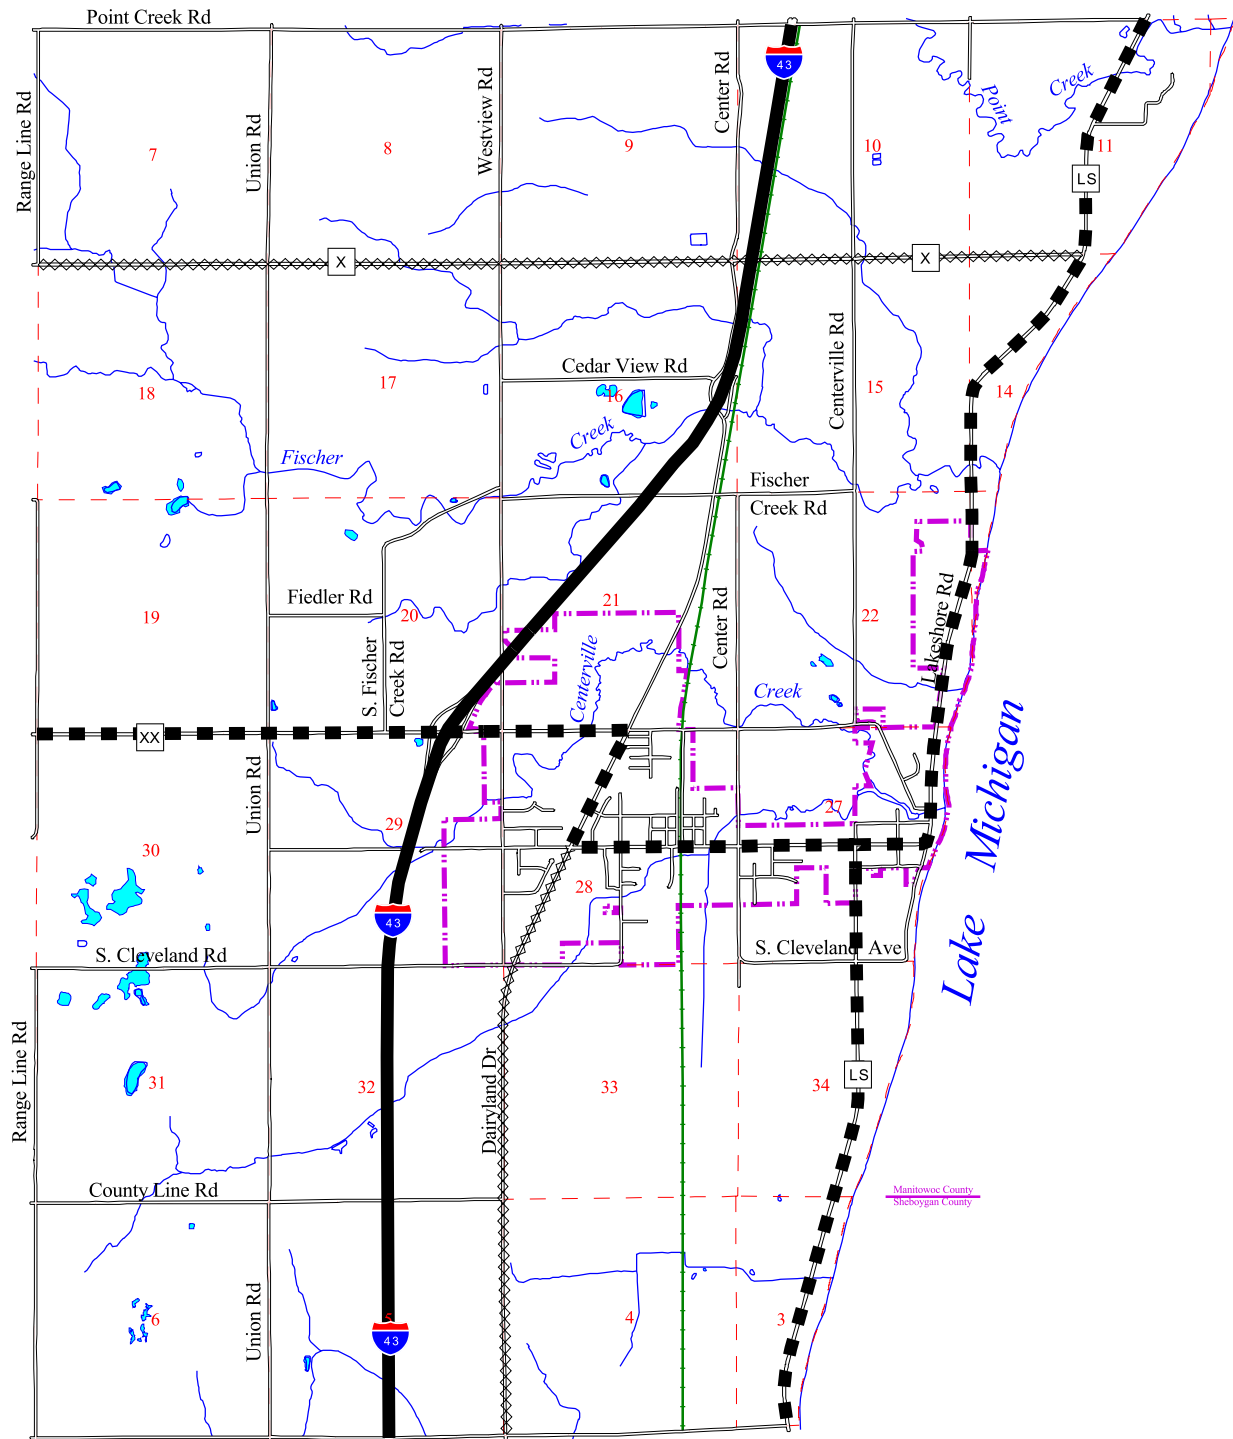 Point Creek Rd
43
Range Line Rd
Union Rd
Westview Rd
Center Rd
Point
Creek
7
8
9
10
11
LS
X
X
Centerville Rd
Cedar View Rd
18
17
16
15
14
Creek
Fischer
Fischer
Creek Rd
Fiedler Rd
19
20
21
22
S. Fischer
Creek Rd
Centerville
Center Rd
Creek
Lakeshore Rd
XX
Union Rd
Lake Michigan
29
27
30
28
43
S. Cleveland Rd
S. Cleveland Ave
Range Line Rd
Dairyland Dr
31
32
33
34
LS
County Line Rd
Manitowoc County
Sheboygan County
Union Rd
6
5
4
3
43